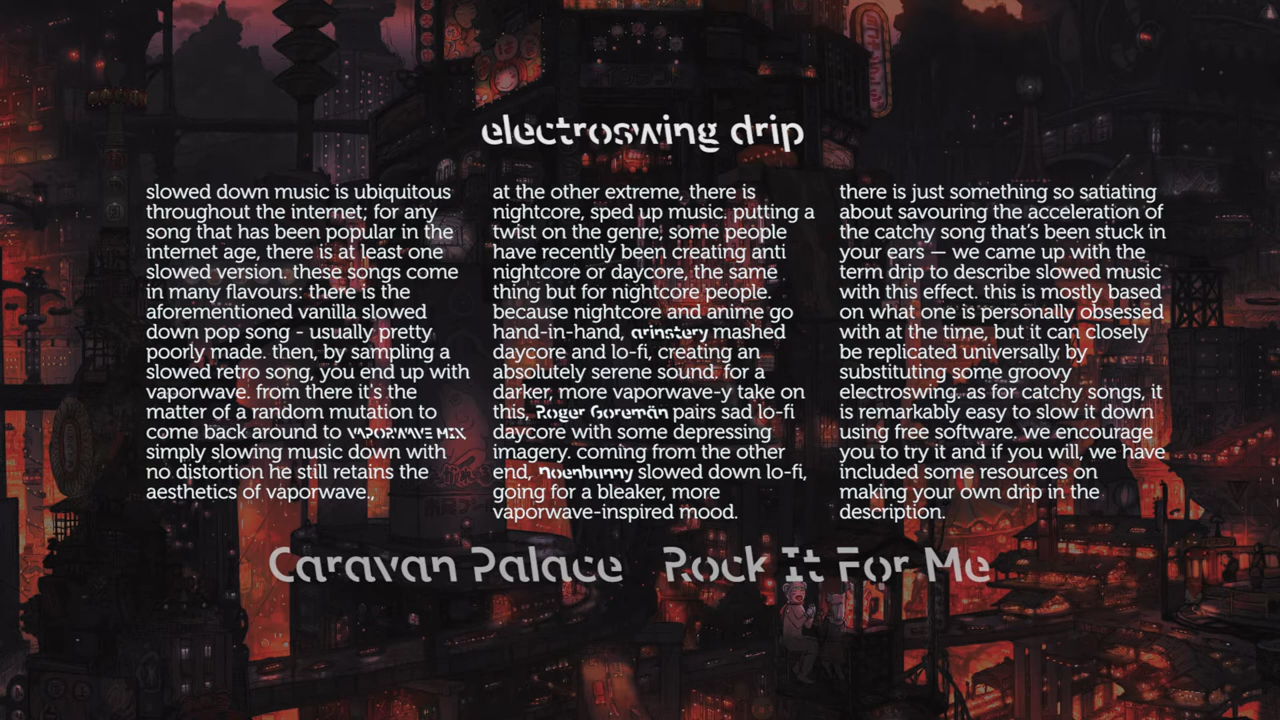 electroswing drip
slowed down music is ubiquitous
throughout the internet; for any
song that has been popular in the
internet age, there is at least one
slowed version. these songs come
in many flavours: there is the
aforementioned vanilla slowed
down pop song - usually pretty
poorly made. then, by sampling a
slowed retro song, you end up with
vaporwave. from there it's the
matter of a random mutation to
come back around to VAPORWAVE MIX
simply slowing music down with
no distortion he still retains the
aesthetics of vaporwave.,
at the other extreme, there is
nightcore, sped up music. putting a
twist on the genre, some people
have recently been creating anti
nightcore or daycore, the same
thing but for nightcore people.
because nightcore and anime go
hand-in-hand, arinstery mashed
daycore and lo-fi, creating an
absolutely serene sound. for a
darker, more vaporwave-y take on
this, Roger Goremän pairs sad lo-fi
daycore with some depressing
imagery. coming from the other
end, noenbunny slowed down lo-fi,
going for a bleaker, more
vaporwave-inspired mood.
there is just something so satiating
about savouring the acceleration of
the catchy song that's been stuck in
your ears — we came up with the
term drip to describe slowed music
with this effect. this is mostly based
on what one is personally obsessed
with at the time, but it can closely
be replicated universally by
substituting some groovy
electroswing. as for catchy songs, it
is remarkably easy to slow it down
using free software. we encourage
you to try it and if you will, we have
included some resources on
making your own drip in the
description.
Caravan Palace Rock It For Me